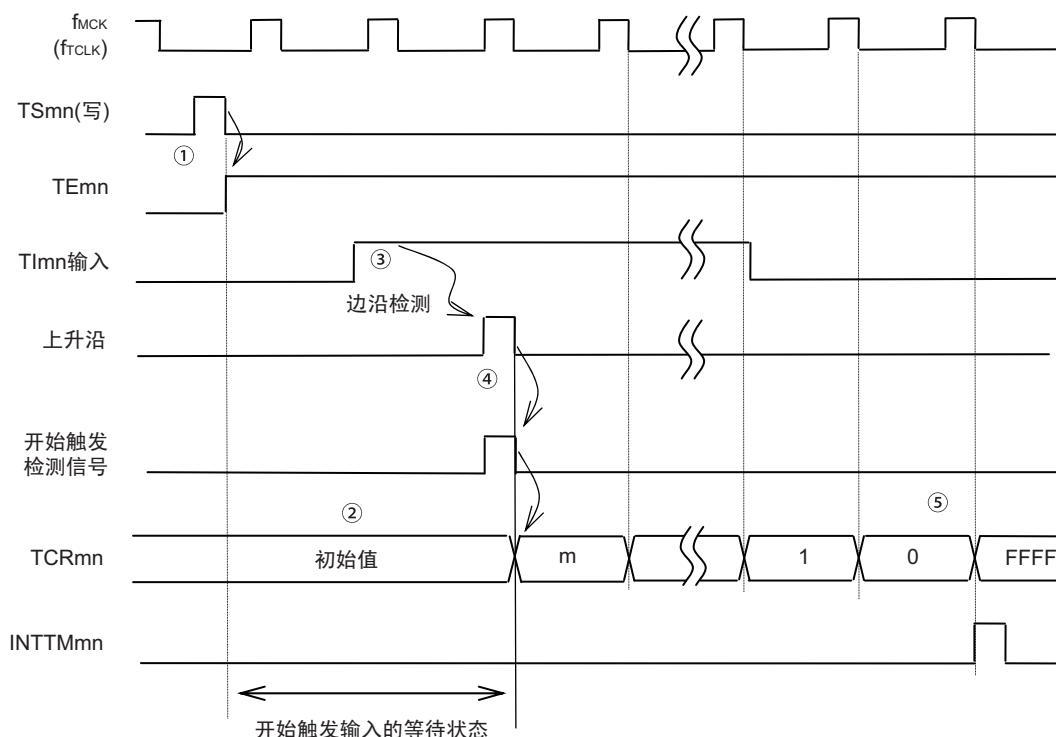 fMCK
(fTCLK)
TSmn(写)
①
TEmn
TImn输入
③
边沿检测
上升沿
④
开始触发
检测信号
②
⑤
TCRmn
初始值
m
1
0
FFFF
INTTMmn
开始触发输入的等待状态